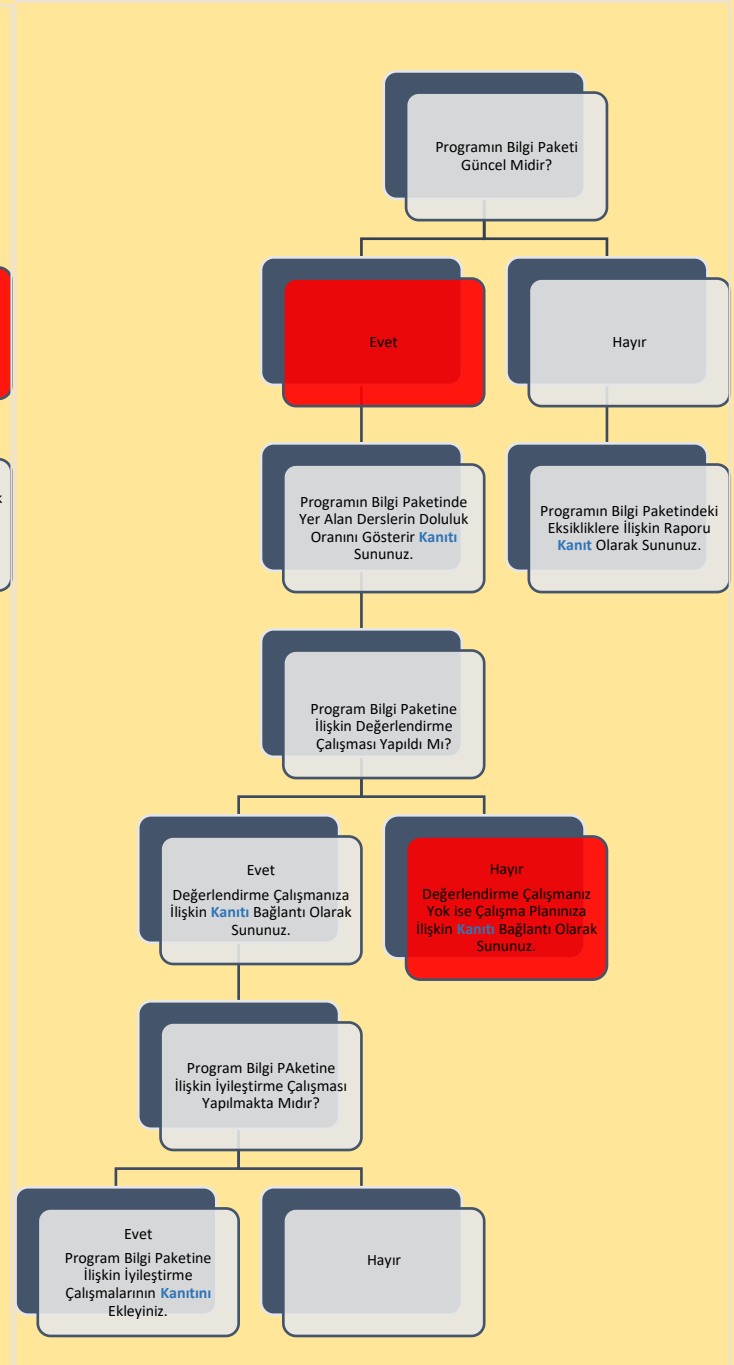 Programın Bilgi Paketi
Güncel Midir?
Evet
Hayır
Programın Bilgi Paketinde
Yer Alan Derslerin Doluluk
Oranını Gösterir Kanıtı
Sununuz.
Programın Bilgi Paketindeki
Eksikliklere İlişkin Raporu
Kanıt Olarak Sununuz.
Program Bilgi Paketine
İlişkin Değerlendirme
Çalışması Yapıldı Mı?
Evet
Değerlendirme Çalışmanıza
İlişkin Kanıtı Bağlantı Olarak
Sununuz.
Hayır
Değerlendirme Çalışmanız
Yok ise Çalışma Planınıza
İlişkin Kanıtı Bağlantı Olarak
Sununuz.
Program Bilgi PAketine
İlişkin İyileştirme Çalışması
Yapılmakta Mıdır?
Evet
Program Bilgi Paketine
İlişkin İyileştirme
Çalışmalarının Kanıtını
Ekleyiniz.
Hayır